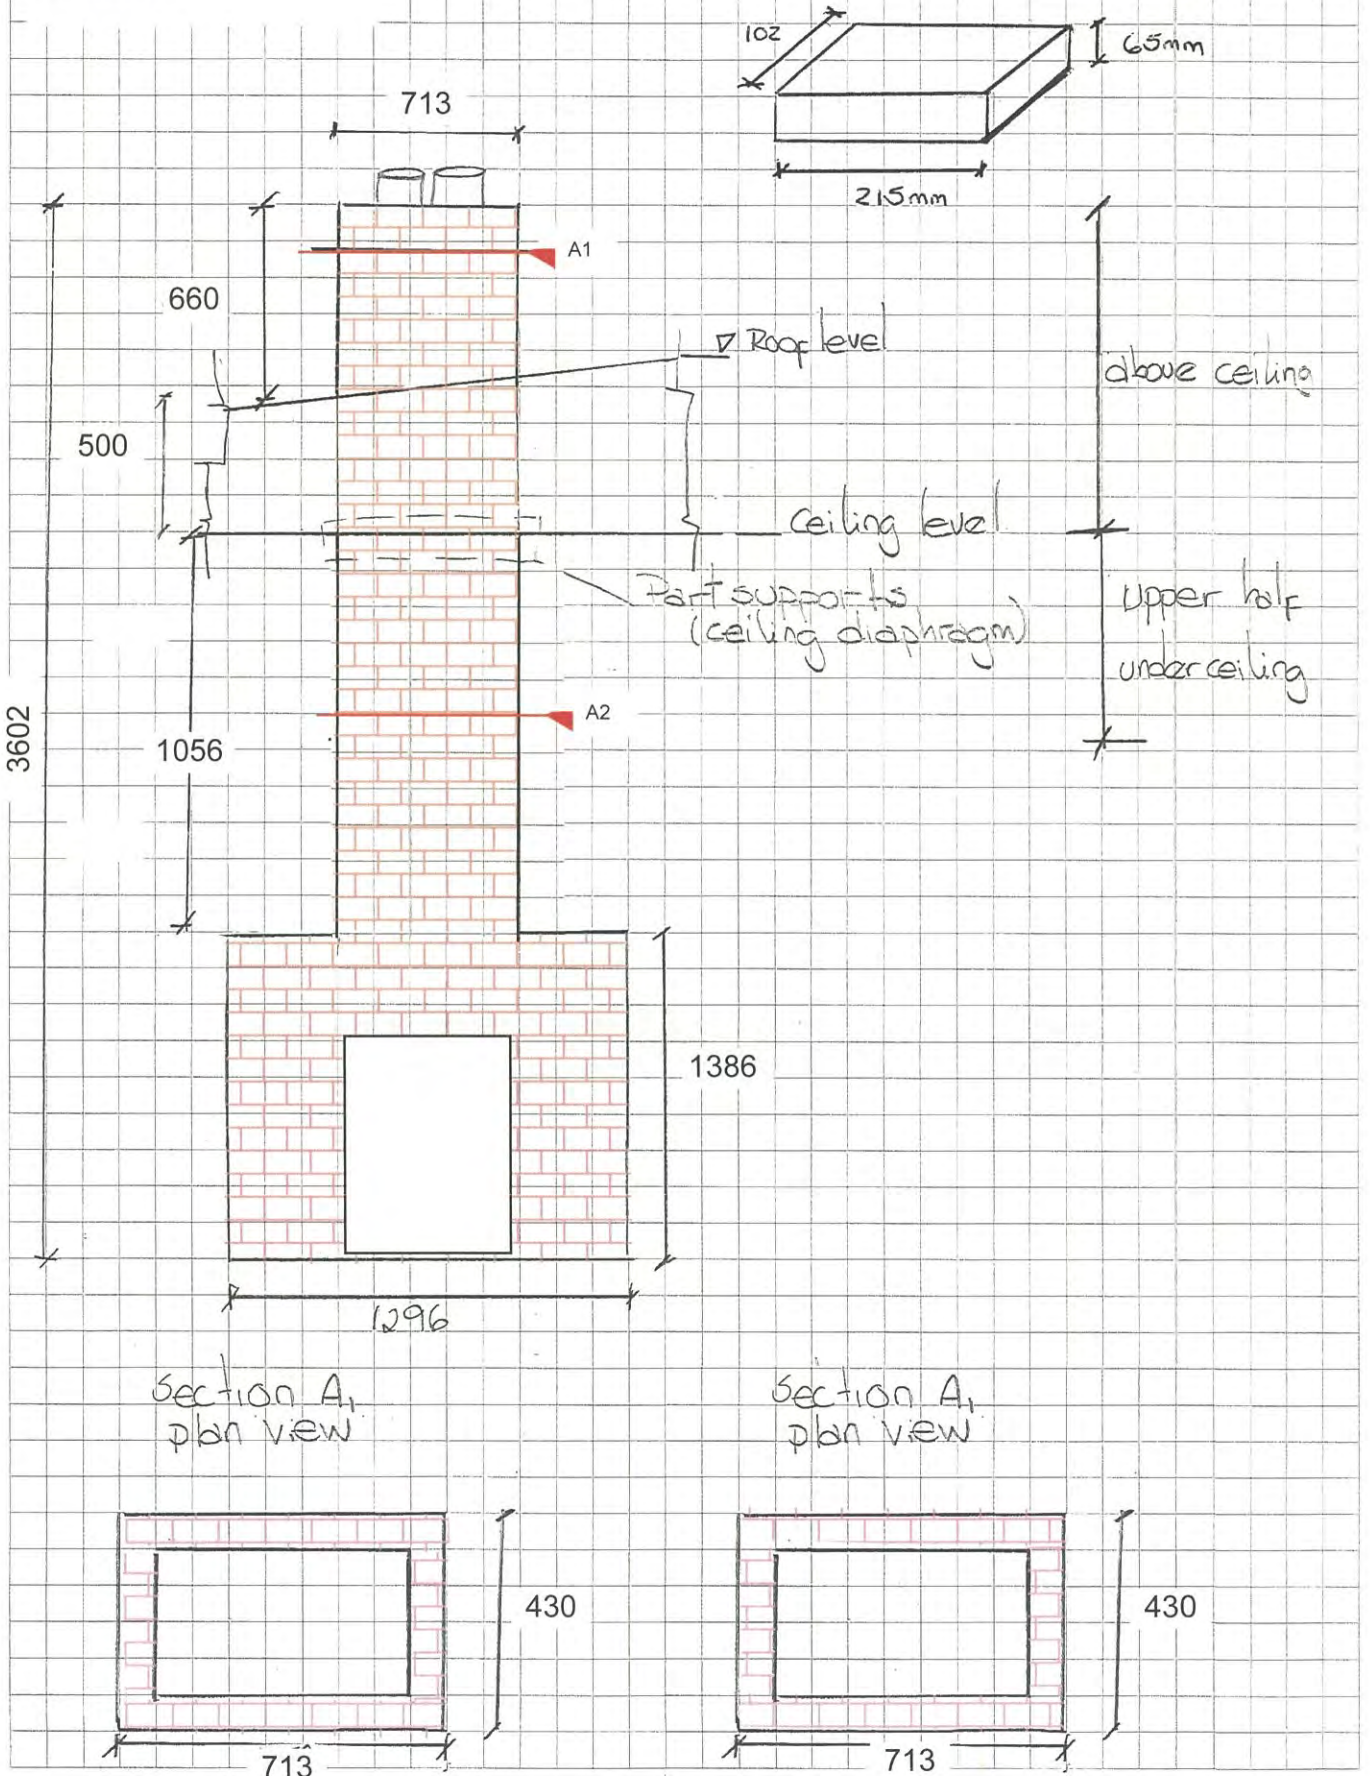 102
65mm
713
215mm
A1
660
Roof level
above ceiling
500
ceiling level
Part supports
(ceiling diaphragm)
Upper half
under ceiling
A2
3602
1056
1386
1296
Section A1
plan view
Section A1
plan view
430
430
713
713